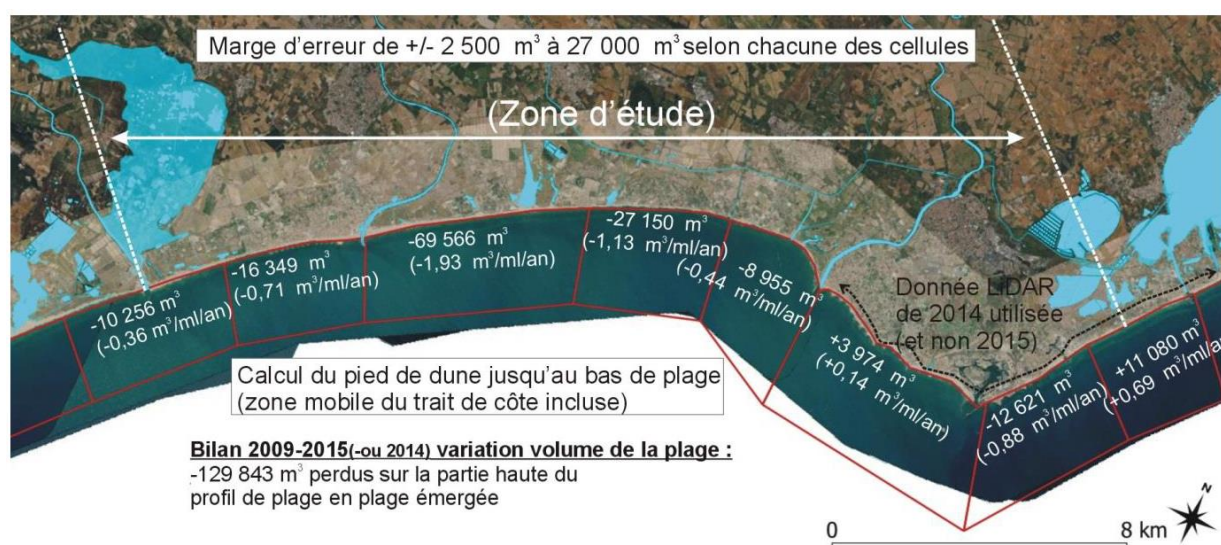 Marge d'erreur de +/- 2 500 m³ à 27 000 m³ selon chacune des cellules
(Zone d'étude)
-10 256 m³
(-0,36 m³/ml/an)
-16 349 m³
(-0,71 m³/ml/an)
-69 566 m³
(-1,93 m³/ml/an)
-27 150 m³
(-1,13 m³/ml/an)
-8 955 m³
(-0,44 m³/ml/an)
+3 974 m³
(+0,14 m³/ml/an)
-12 621 m³
(-0,88 m³/ml/an)
+11 080 m³
(+0,69 m³/ml/an
Donnée LiDAR
de 2014 utilisée
(et non 2015)
Calcul du pied de dune jusqu'au bas de plage
(zone mobile du trait de côte incluse)
Bilan 2009-2015(-ou 2014) variation volume de la plage :
-129 843 m³ perdus sur la partie haute du
profil de plage en plage émergée
N
0 8 km